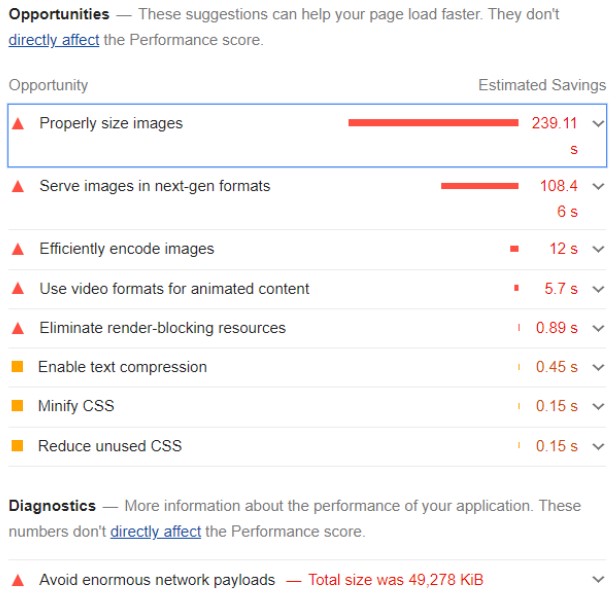 Opportunities — These suggestions can help your page load faster. They don't
directly affect the Performance score.
Opportunity Estimated Savings
Properly size images 239.11
s
Serve images in next-gen formats 108.4
6 s
Efficiently encode images 12 s
Use video formats for animated content 5.7 s
Eliminate render-blocking resources 0.89 s
Enable text compression 0.45 s
Minify CSS 0.15 s
Reduce unused CSS 0.15 s
Diagnostics — More information about the performance of your application. These
numbers don't directly affect the Performance score.
Avoid enormous network payloads — Total size was 49,278 KiB